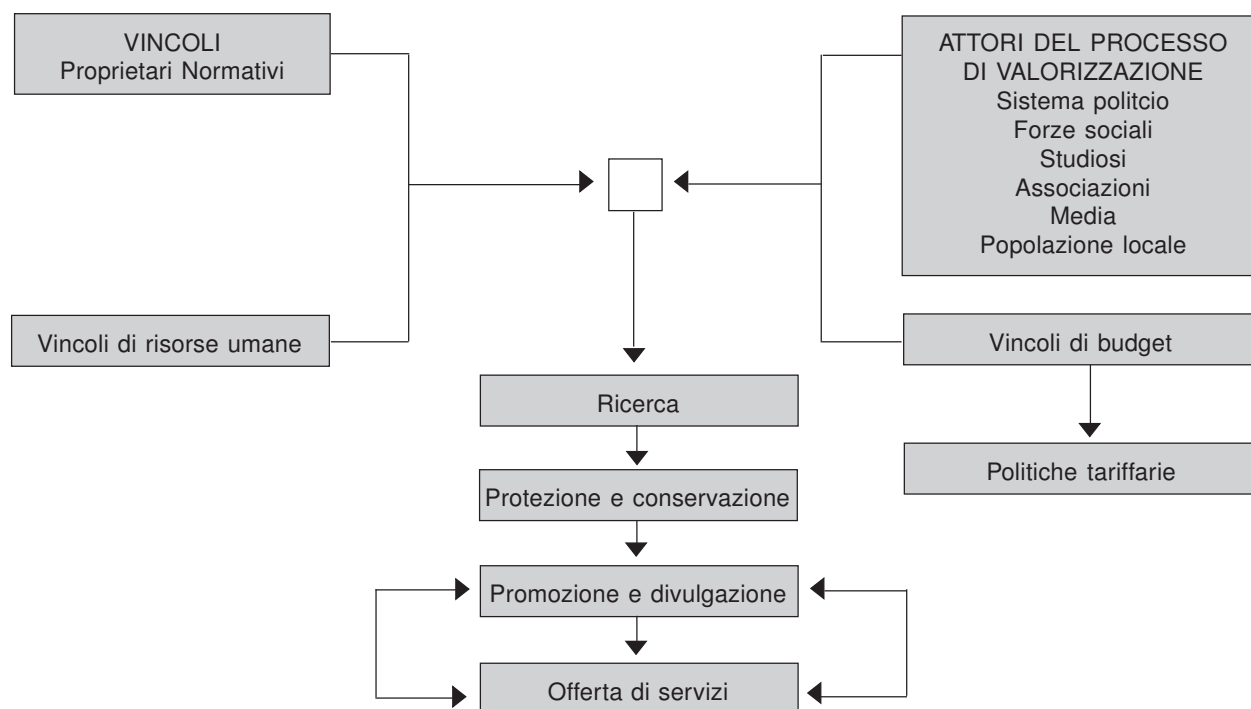 VINCOLI
Proprietari Normativi
ATTORI DEL PROCESSO
DI VALORIZZAZIONE
Sistema politcio
Forze sociali
Studiosi
Associazioni
Media
Popolazione locale
Vincoli di risorse umane
Vincoli di budget
Ricerca
Politiche tariffarie
Protezione e conservazione
Promozione e divulgazione
Offerta di servizi